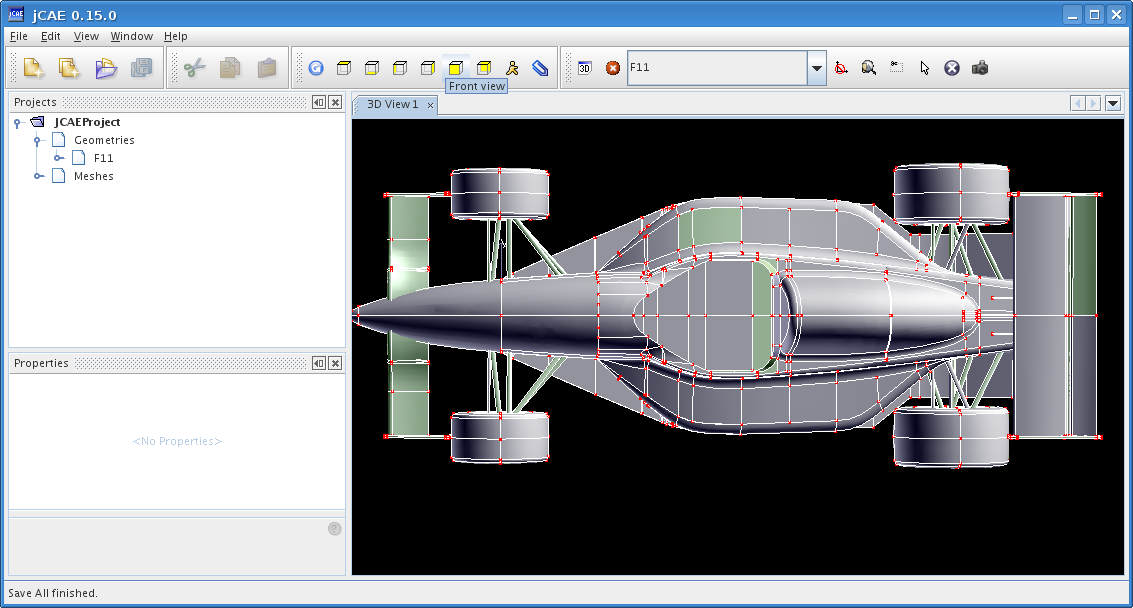 jCAE 0.15.0
File Edit View Window Help
3D F11
Front view
Projects
3D View 1
JCAEProject
Geometries
F11
Meshes
Properties
<No Properties>
Save All finished.